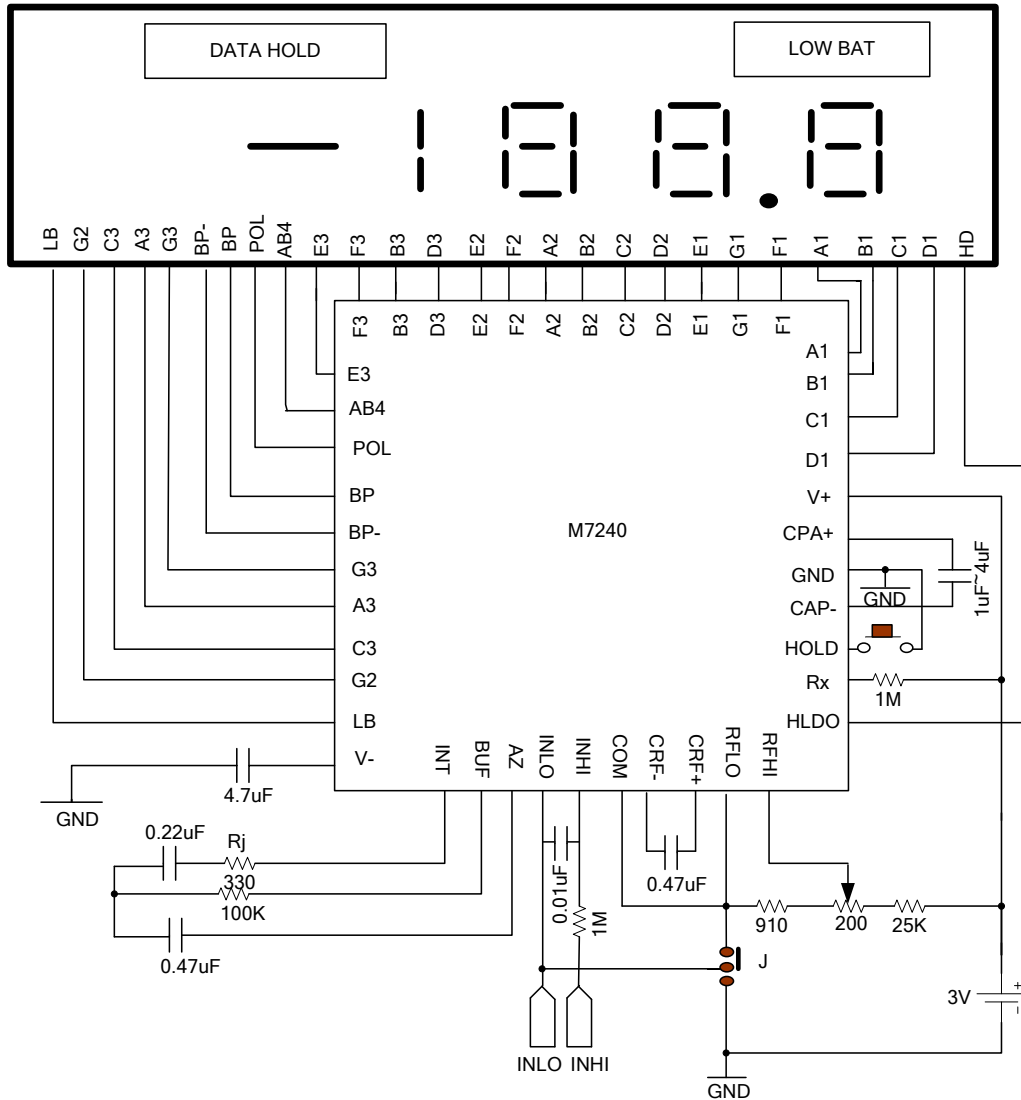 DATA HOLD LOW BAT
-188.8
LB G2 C3 A3 G3 BP- BP POL AB4 E3 F3 B3 D3 E2 F2 A2 B2 C2 D2 E1 G1 F1 A1 B1 C1 D1 HD
F3 B3 D3 E2 F2 A2 B2 C2 D2 E1 G1 F1
A1
E3
B1
AB4
C1
POL
D1
BP
V+
BP-
M7240
CPA+
1uF~4uF
G3
GND
GND
A3
CAP-
C3
HOLD
G2
Rx
1M
LB
HLDO
V-
INT BUF AZ INLO INHI COM CRF- CRF+ RFLO RFHI
4.7uF
GND
0.22uF
Rj
330
0.01uF
0.47uF
100K
1M
910
200
25K
0.47uF
J
3V
+
-
INLO INHI
GND